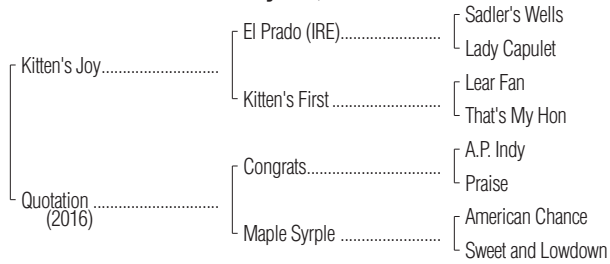 Sadler's Wells
El Prado (IRE)
Lady Capulet
Kitten's Joy
Lear Fan
Kitten's First
That's My Hon
A.P. Indy
Congrats
Praise
Quotation
(2016)
American Chance
Maple Syrple
Sweet and Lowdown